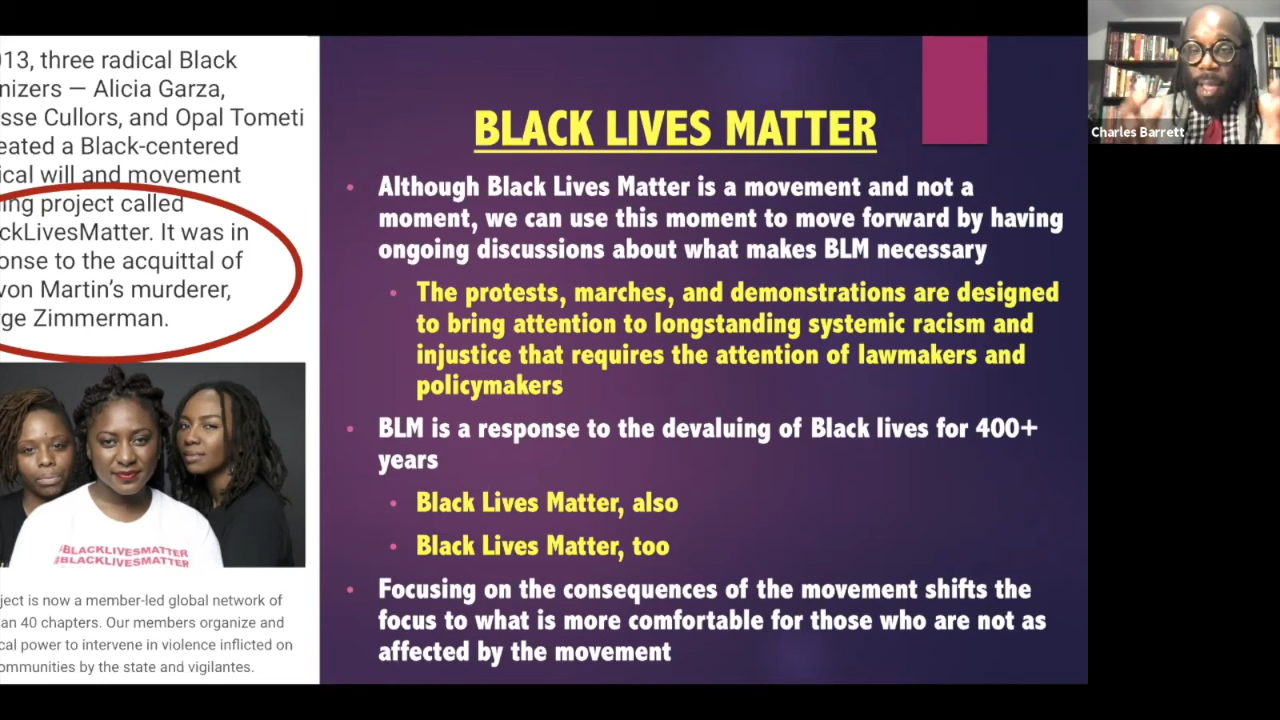 013, three radical Black
nizers — Alicia Garza,
sse Cullors, and Opal Tometi
eated a Black-centered
ical will and movement
ing project called
ckLivesMatter. It was in
onse to the acquittal of
von Martin's murderer,
rge Zimmerman.
#BLACKLIVESMATTER
#BLACKLIVESMATTER
ject is now a member-led global network of
an 40 chapters. Our members organize and
cal power to intervene in violence inflicted on
ommunities by the state and vigilantes.
BLACK LIVES MATTER
• Although Black Lives Matter is a movement and not a
moment, we can use this moment to move forward by having
ongoing discussions about what makes BLM necessary
• The protests, marches, and demonstrations are designed
to bring attention to longstanding systemic racism and
injustice that requires the attention of lawmakers and
policymakers
• BLM is a response to the devaluing of Black lives for 400+
years
• Black Lives Matter, also
• Black Lives Matter, too
• Focusing on the consequences of the movement shifts the
focus to what is more comfortable for those who are not as
affected by the movement
Charles Barrett